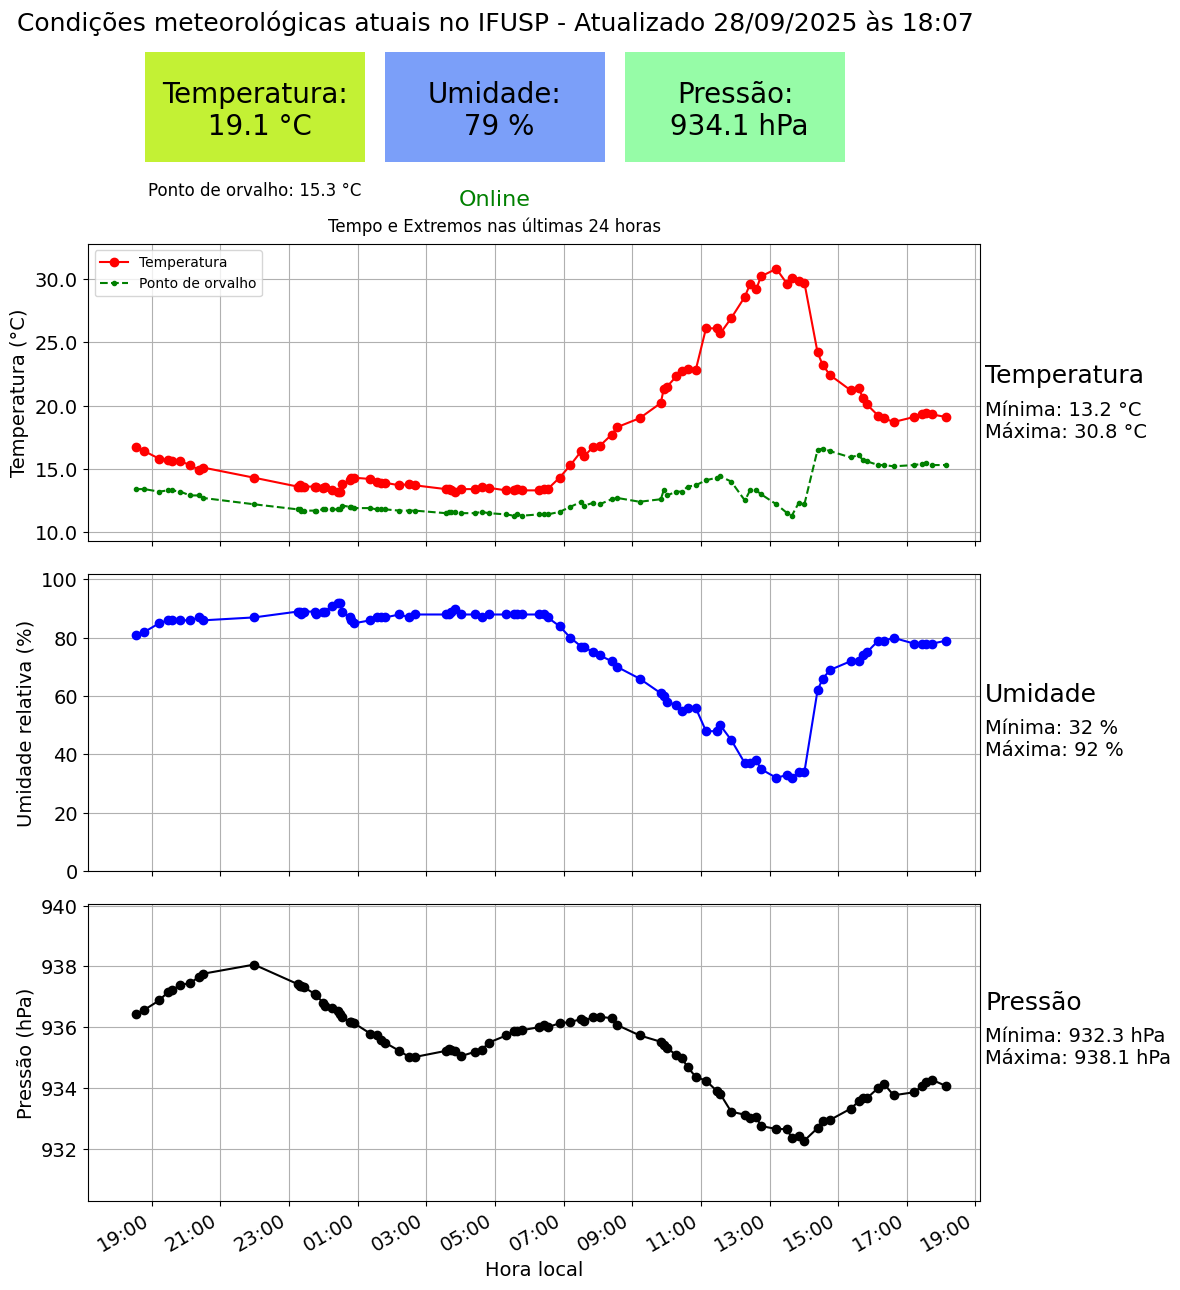 Condições meteorológicas atuais no IFUSP - Atualizado 28/09/2025 às 18:07
Temperatura:
19.1 °C
Umidade:
79 %
Pressão:
934.1 hPa
Ponto de orvalho: 15.3 °C
Online
Tempo e Extremos nas últimas 24 horas
Temperatura
Ponto de orvalho
Temperatura (°C)
30.0
25.0
20.0
15.0
10.0
Temperatura
Mínima: 13.2 °C
Máxima: 30.8 °C
Umidade relativa (%)
100
80
60
40
20
0
Umidade
Mínima: 32 %
Máxima: 92 %
Pressão (hPa)
940
938
936
934
932
Pressão
Mínima: 932.3 hPa
Máxima: 938.1 hPa
19:00 21:00 23:00 01:00 03:00 05:00 07:00 09:00 11:00 13:00 15:00 17:00 19:00
Hora local